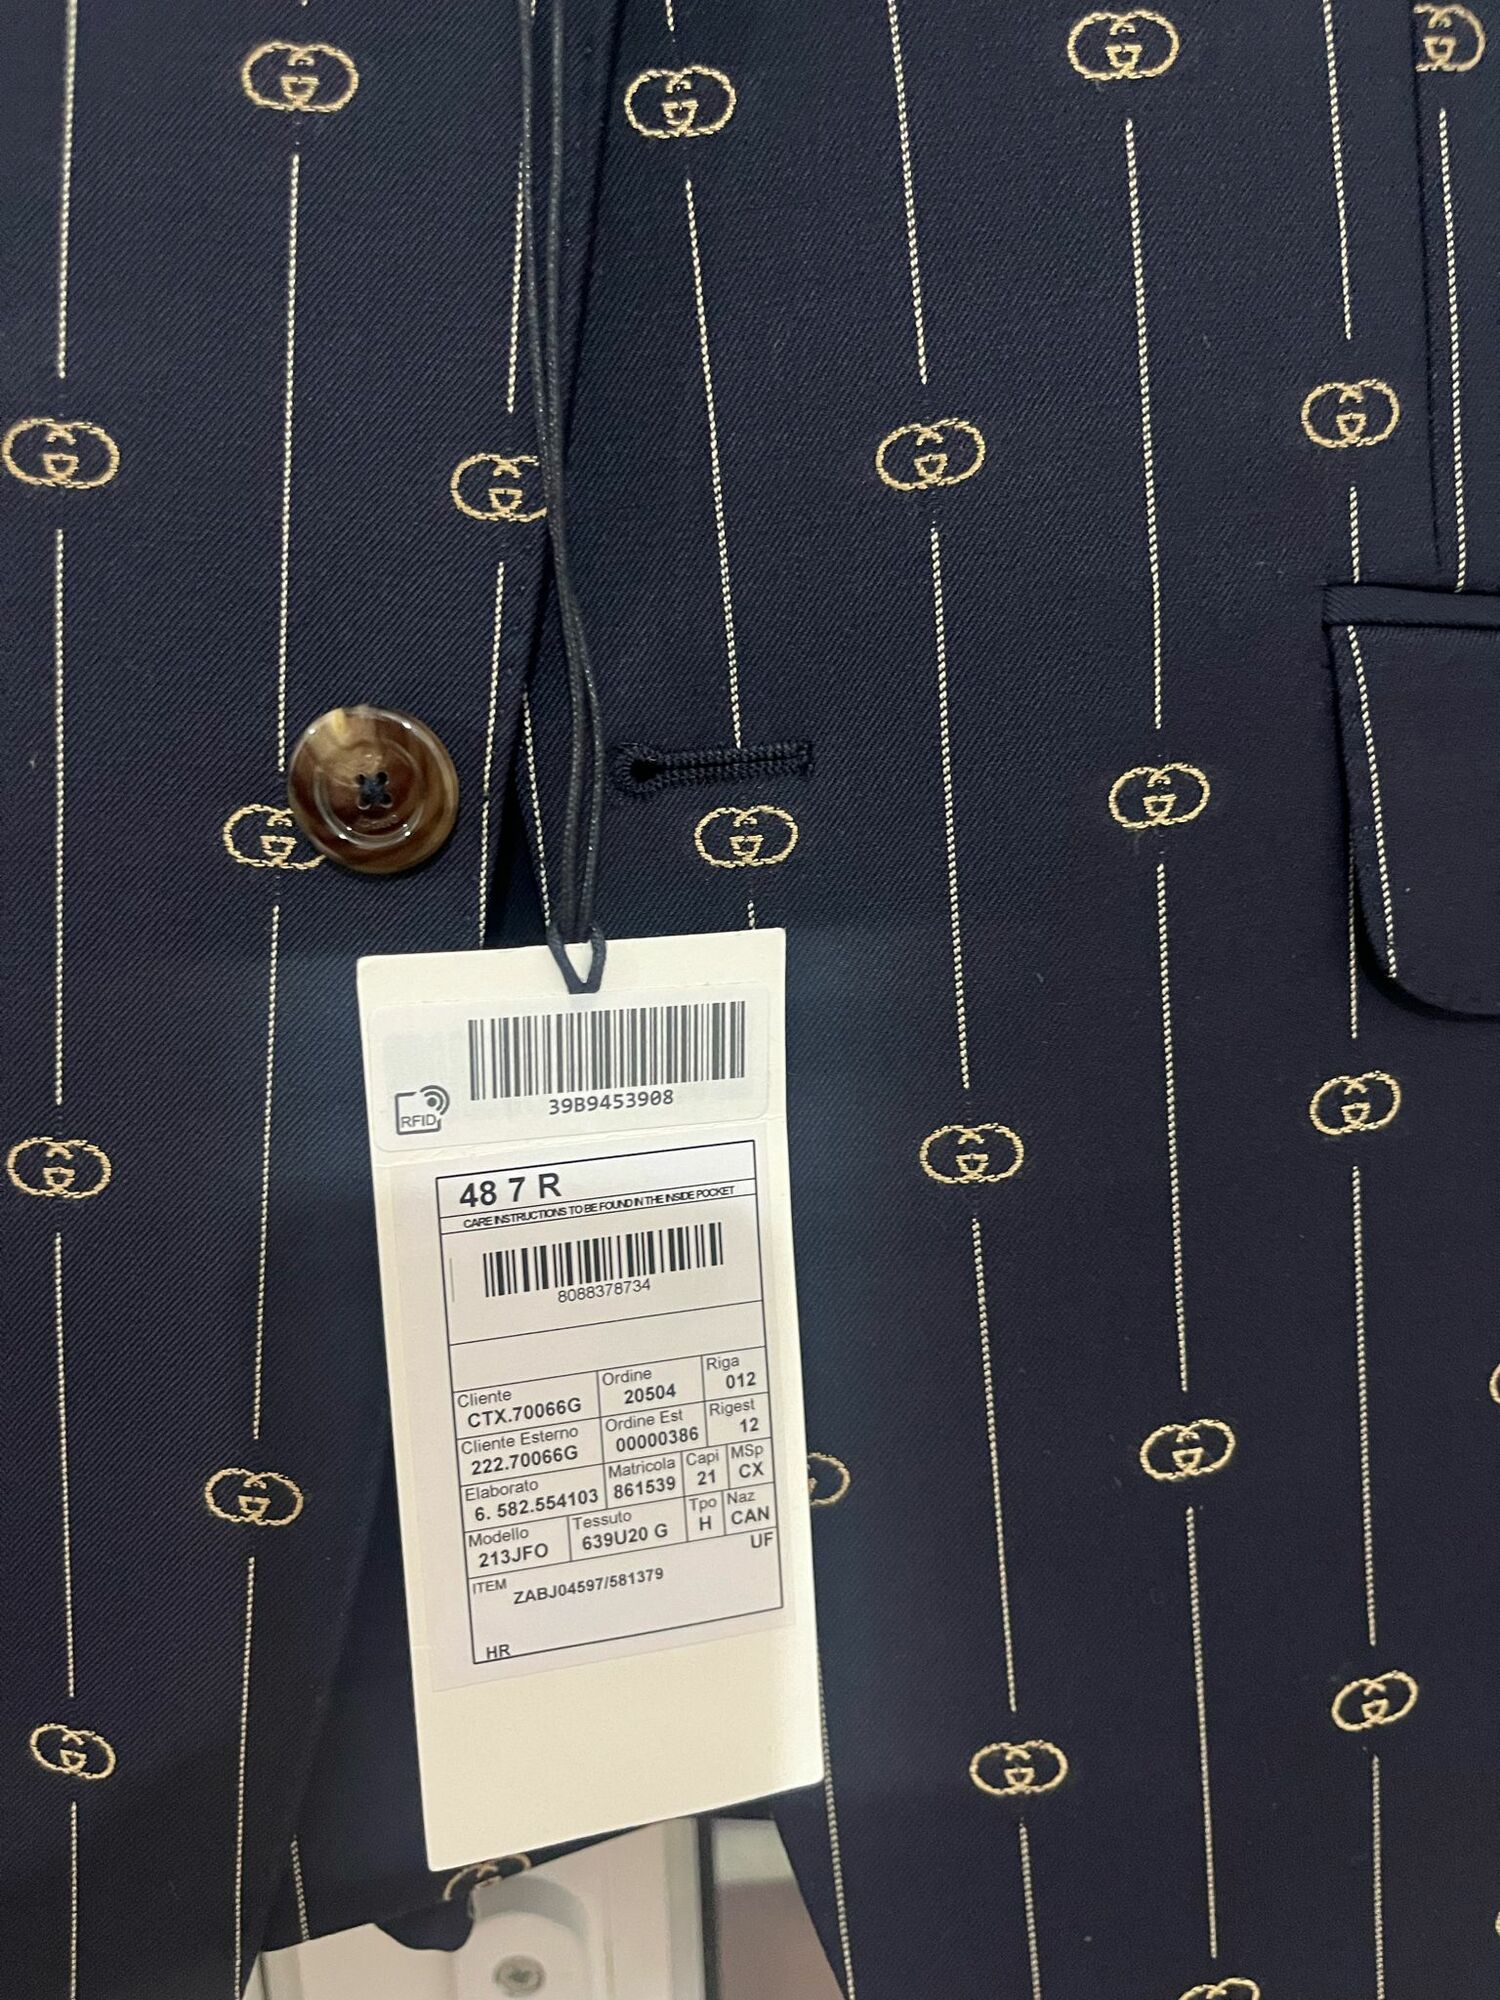 RFID
39B9453908
48 7 R
CARE INSTRUCTIONS TO BE FOUND IN THE INSIDE POCKET
8088378734
Cliente Ordine Riga
CTX.70066G 20504 012
Cliente Esterno Ordine Est Rigest
222.70066G 00000386 12
Elaborato Matricola Capi MSp
6. 582.554103 861539 21 CX
Modello Tessuto Tpo Naz
213JFO 639U20 G H CAN
UF
ITEM ZABJ04597/581379
HR